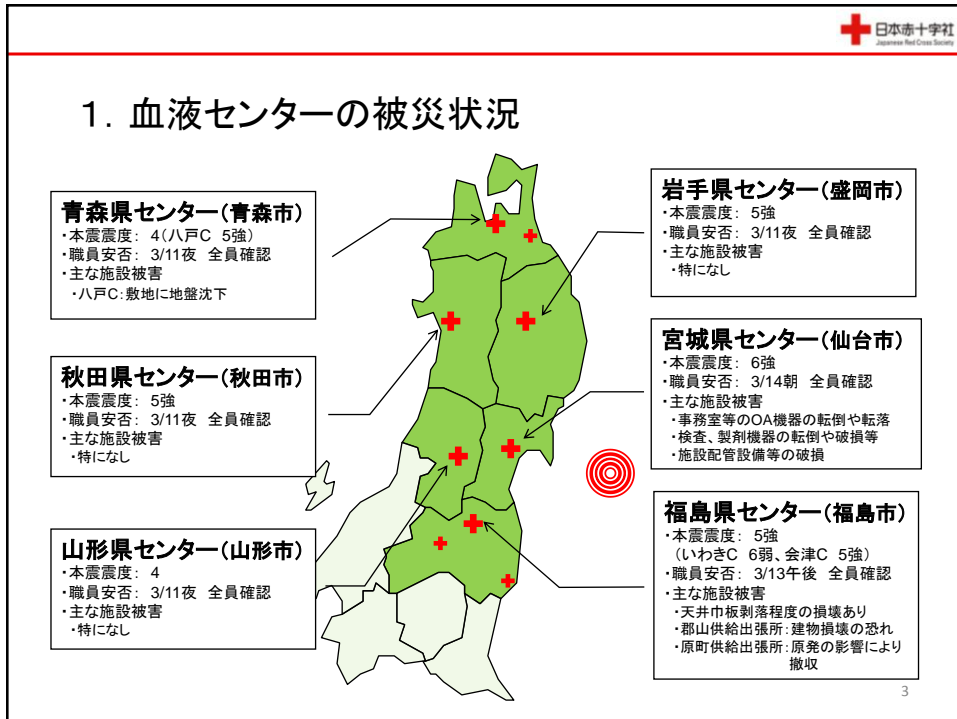 日本赤十字社
Japanese Red Cross Society
1. 血液センターの被災状況
青森県センター(青森市)
・本震震度: 4(八戸C 5強)
・職員安否: 3/11夜 全員確認
・主な施設被害
・八戸C:敷地に地盤沈下
秋田県センター(秋田市)
・本震震度: 5強
・職員安否: 3/11夜 全員確認
・主な施設被害
・特になし
山形県センター(山形市)
・本震震度: 4
・職員安否: 3/11夜 全員確認
・主な施設被害
・特になし
岩手県センター(盛岡市)
・本震震度: 5強
・職員安否: 3/11夜 全員確認
・主な施設被害
・特になし
宮城県センター(仙台市)
・本震震度: 6強
・職員安否: 3/14朝 全員確認
・主な施設被害
・事務室等のOA機器の転倒や転落
・検査、製剤機器の転倒や破損等
・施設配管設備等の破損
福島県センター(福島市)
・本震震度: 5強
(いわきC 6弱、会津C 5強)
・職員安否: 3/13午後 全員確認
・主な施設被害
・天井巾板剥落程度の損壊あり
・郡山供給出張所:建物損壊の恐れ
・原町供給出張所:原発の影響により
撤収
3